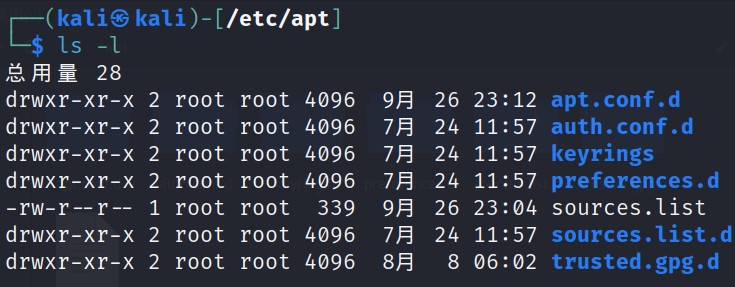 ┌──(kali㉿kali)-[/etc/apt]
└─$ ls -l
总用量 28
drwxr-xr-x 2 root root 4096  9月  26 23:12 apt.conf.d
drwxr-xr-x 2 root root 4096  7月  24 11:57 auth.conf.d
drwxr-xr-x 2 root root 4096  7月  24 11:57 keyrings
drwxr-xr-x 2 root root 4096  7月  24 11:57 preferences.d
-rw-r--r-- 1 root root  339  9月  26 23:04 sources.list
drwxr-xr-x 2 root root 4096  7月  24 11:57 sources.list.d
drwxr-xr-x 2 root root 4096  8月   8 06:02 trusted.gpg.d